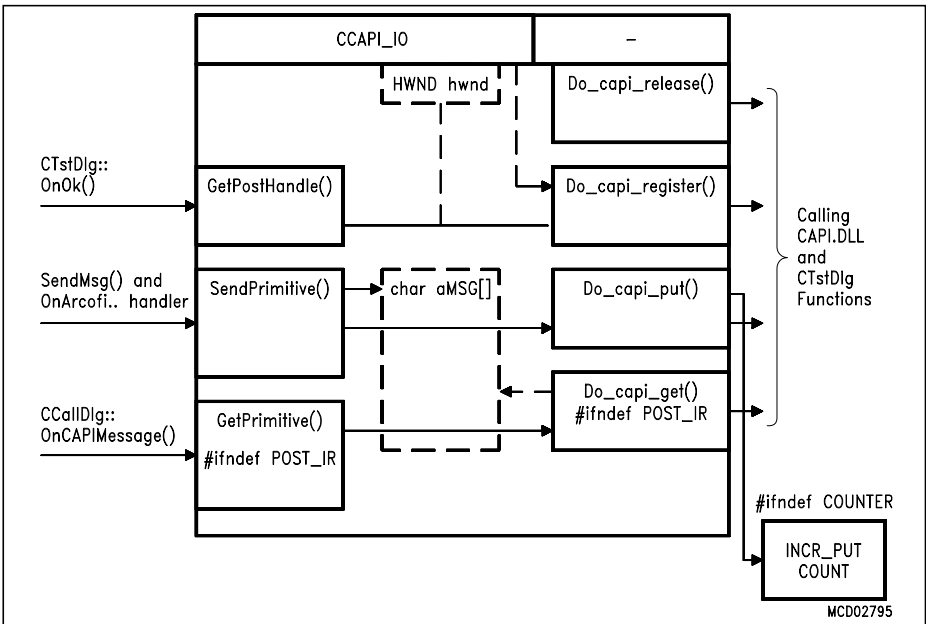 CCAPI_IO
-
HWND hwnd
Do_capi_release()
CTstDlg::
OnOk()
GetPostHandle()
Do_capi_register()
Calling
CAPI.DLL
and
CTstDlg
Functions
SendMsg() and
OnArcofi.. handler
SendPrimitive()
char aMSG[]
Do_capi_put()
Do_capi_get()
#ifndef POST_IR
CCallDlg::
OnCAPIMessage()
GetPrimitive()
#ifndef POST_IR
#ifndef COUNTER
INCR_PUT
COUNT
MCD02795